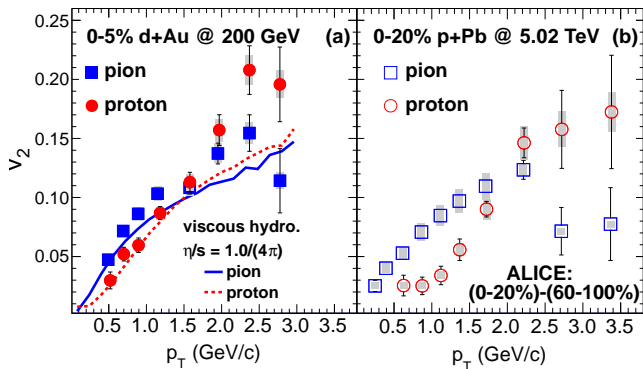 0-5% d+Au @ 200 GeV (a)
pion
proton
viscous hydro.
η/s = 1.0/(4π)
pion
proton
v2
0.25
0.20
0.15
0.10
0.05
0.5 1.0 1.5 2.0 2.5 3.0 3.5
pT (GeV/c)
0-20% p+Pb @ 5.02 TeV
(b)
pion
proton
ALICE:
(0-20%)-(60-100%)
0.5 1.0 1.5 2.0 2.5 3.0 3.5
pT (GeV/c)